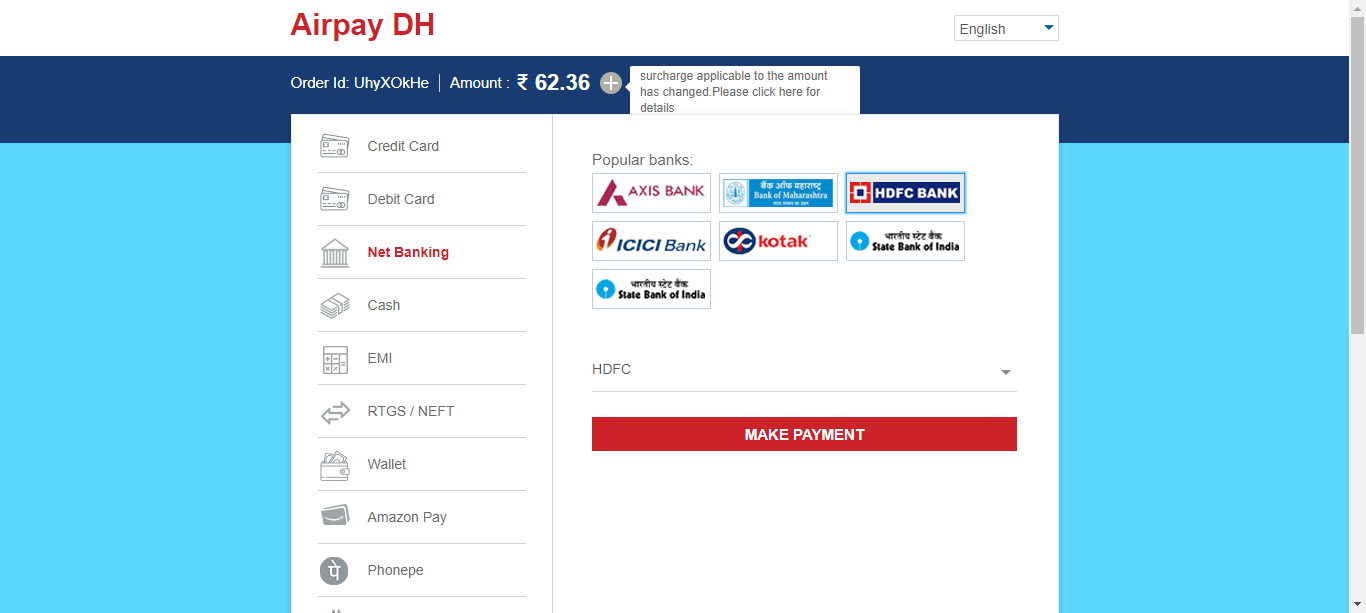 Airpay DH
English
Order Id: UhyXOkHe
Amount : ₹ 62.36
surcharge applicable to the amount
has changed.Please click here for
details
Credit Card
Debit Card
Net Banking
Cash
EMI
RTGS / NEFT
Wallet
Amazon Pay
Phonepe
Popular banks:
AXIS BANK
बैंक ऑफ महाराष्ट्र
Bank of Maharashtra
HDFC BANK
ICICI Bank
kotak
भारतीय स्टेट बैंक
State Bank of India
भारतीय स्टेट बैंक
State Bank of India
HDFC
MAKE PAYMENT